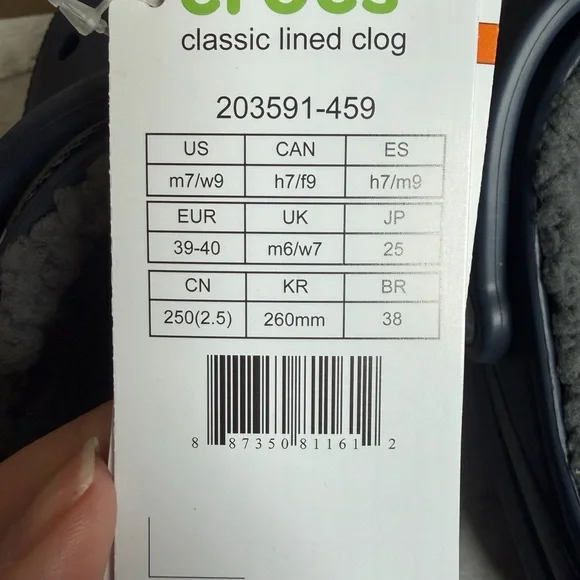 crocs
classic lined clog
203591-459
US CAN ES
m7/w9 h7/f9 h7/m9
EUR UK JP
39-40 m6/w7 25
CN KR BR
250(2.5) 260mm 38
8 87350 81161 2